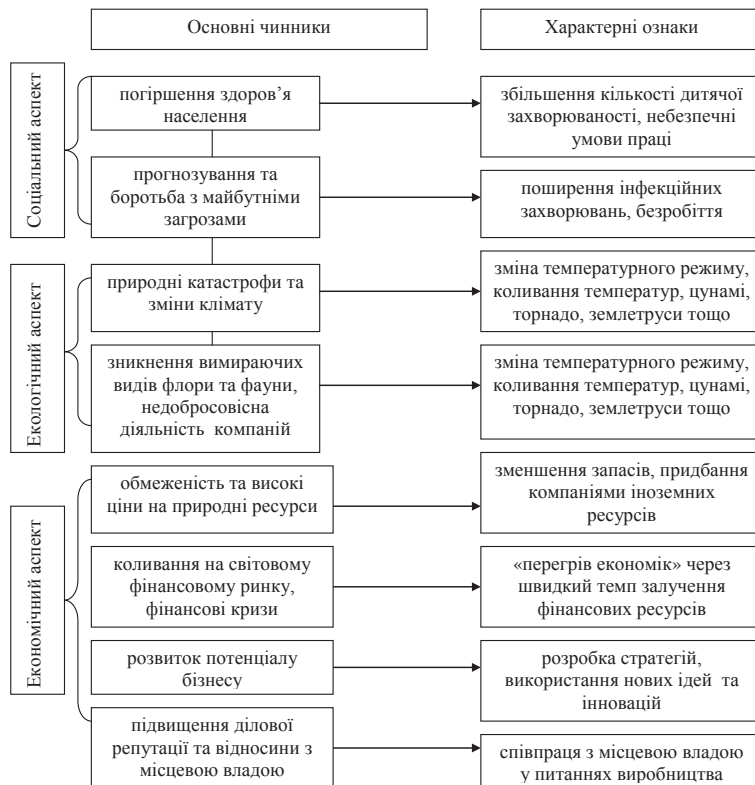 Основні чинники
Характерні ознаки
Соціальний аспект
погіршення здоров’я
населення
збільшення кількості дитячої
захворюваності, небезпечні
умови праці
прогнозування та
боротьба з майбутніми
загрозами
поширення інфекційних
захворювань, безробіття
Екологічний аспект
природні катастрофи та
зміни клімату
зміна температурного режиму,
коливання температур, цунамі,
торнадо, землетруси тощо
зникнення вимираючих
видів флори та фауни,
недобросовісна
діяльність компаній
зміна температурного режиму,
коливання температур, цунамі,
торнадо, землетруси тощо
Економічний аспект
обмеженість та високі
ціни на природні ресурси
зменшення запасів, придбання
компаніями іноземних
ресурсів
коливання на світовому
фінансовому ринку,
фінансові кризи
«перегрів економік» через
швидкий темп залучення
фінансових ресурсів
розвиток потенціалу
бізнесу
розробка стратегій,
використання нових ідей та
інновацій
підвищення ділової
репутації та відносини з
місцевою владою
співпраця з місцевою владою
у питаннях виробництва